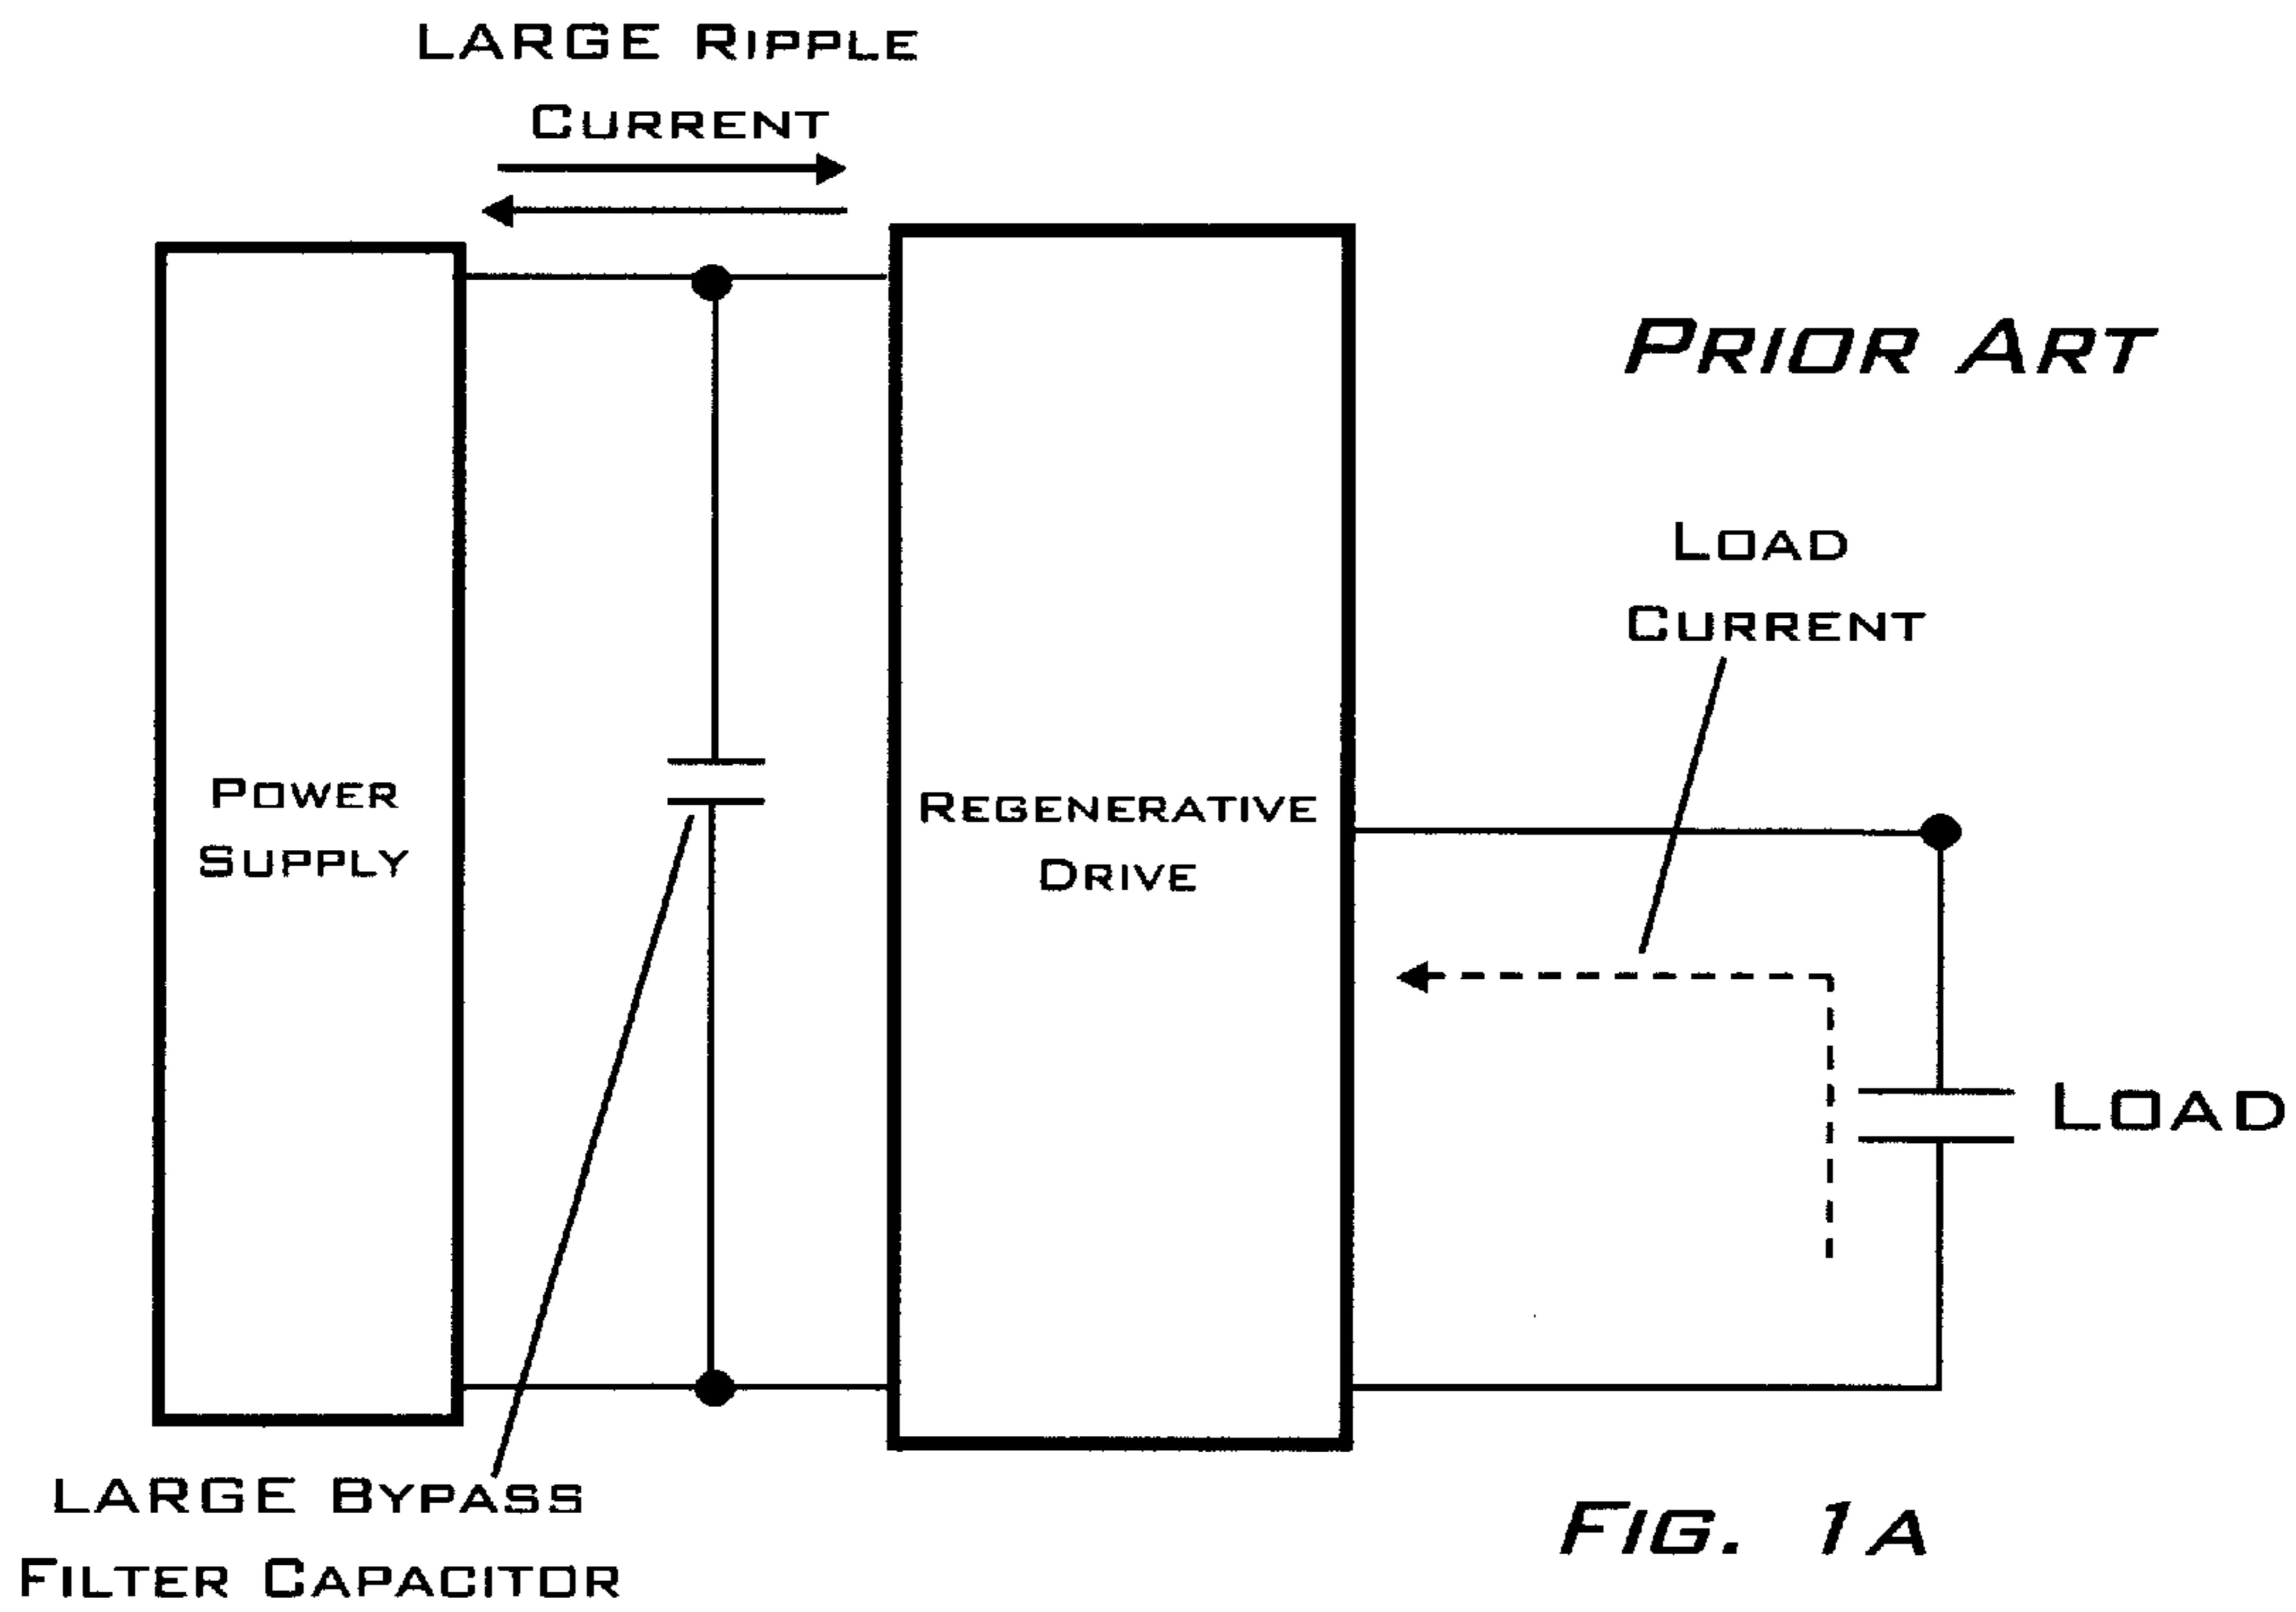 LARGE RIPPLE
CURRENT
PRIOR ART
LOAD
CURRENT
POWER
SUPPLY
REGENERATIVE
DRIVE
LOAD
LARGE BYPASS
FILTER CAPACITOR
FIG. 1A